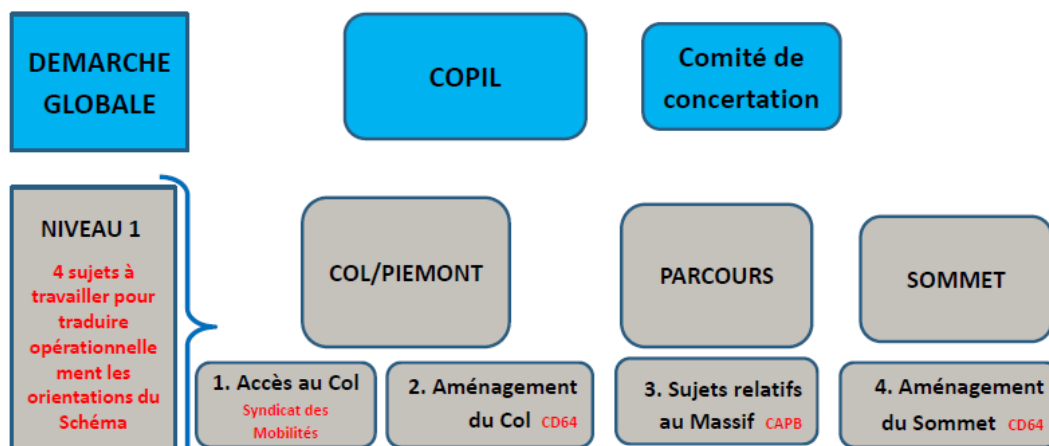 DEMARCHE
GLOBALE
COPIL
Comité de
concertation
NIVEAU 1
4 sujets à
travailler pour
traduire
opérationnelle
ment les
orientations du
Schéma
COL/PIEMONT
PARCOURS
SOMMET
1. Accès au Col
Syndicat des
Mobilités
2. Aménagement
du Col CD64
3. Sujets relatifs
au Massif CAPB
4. Aménagement
du Sommet CD64